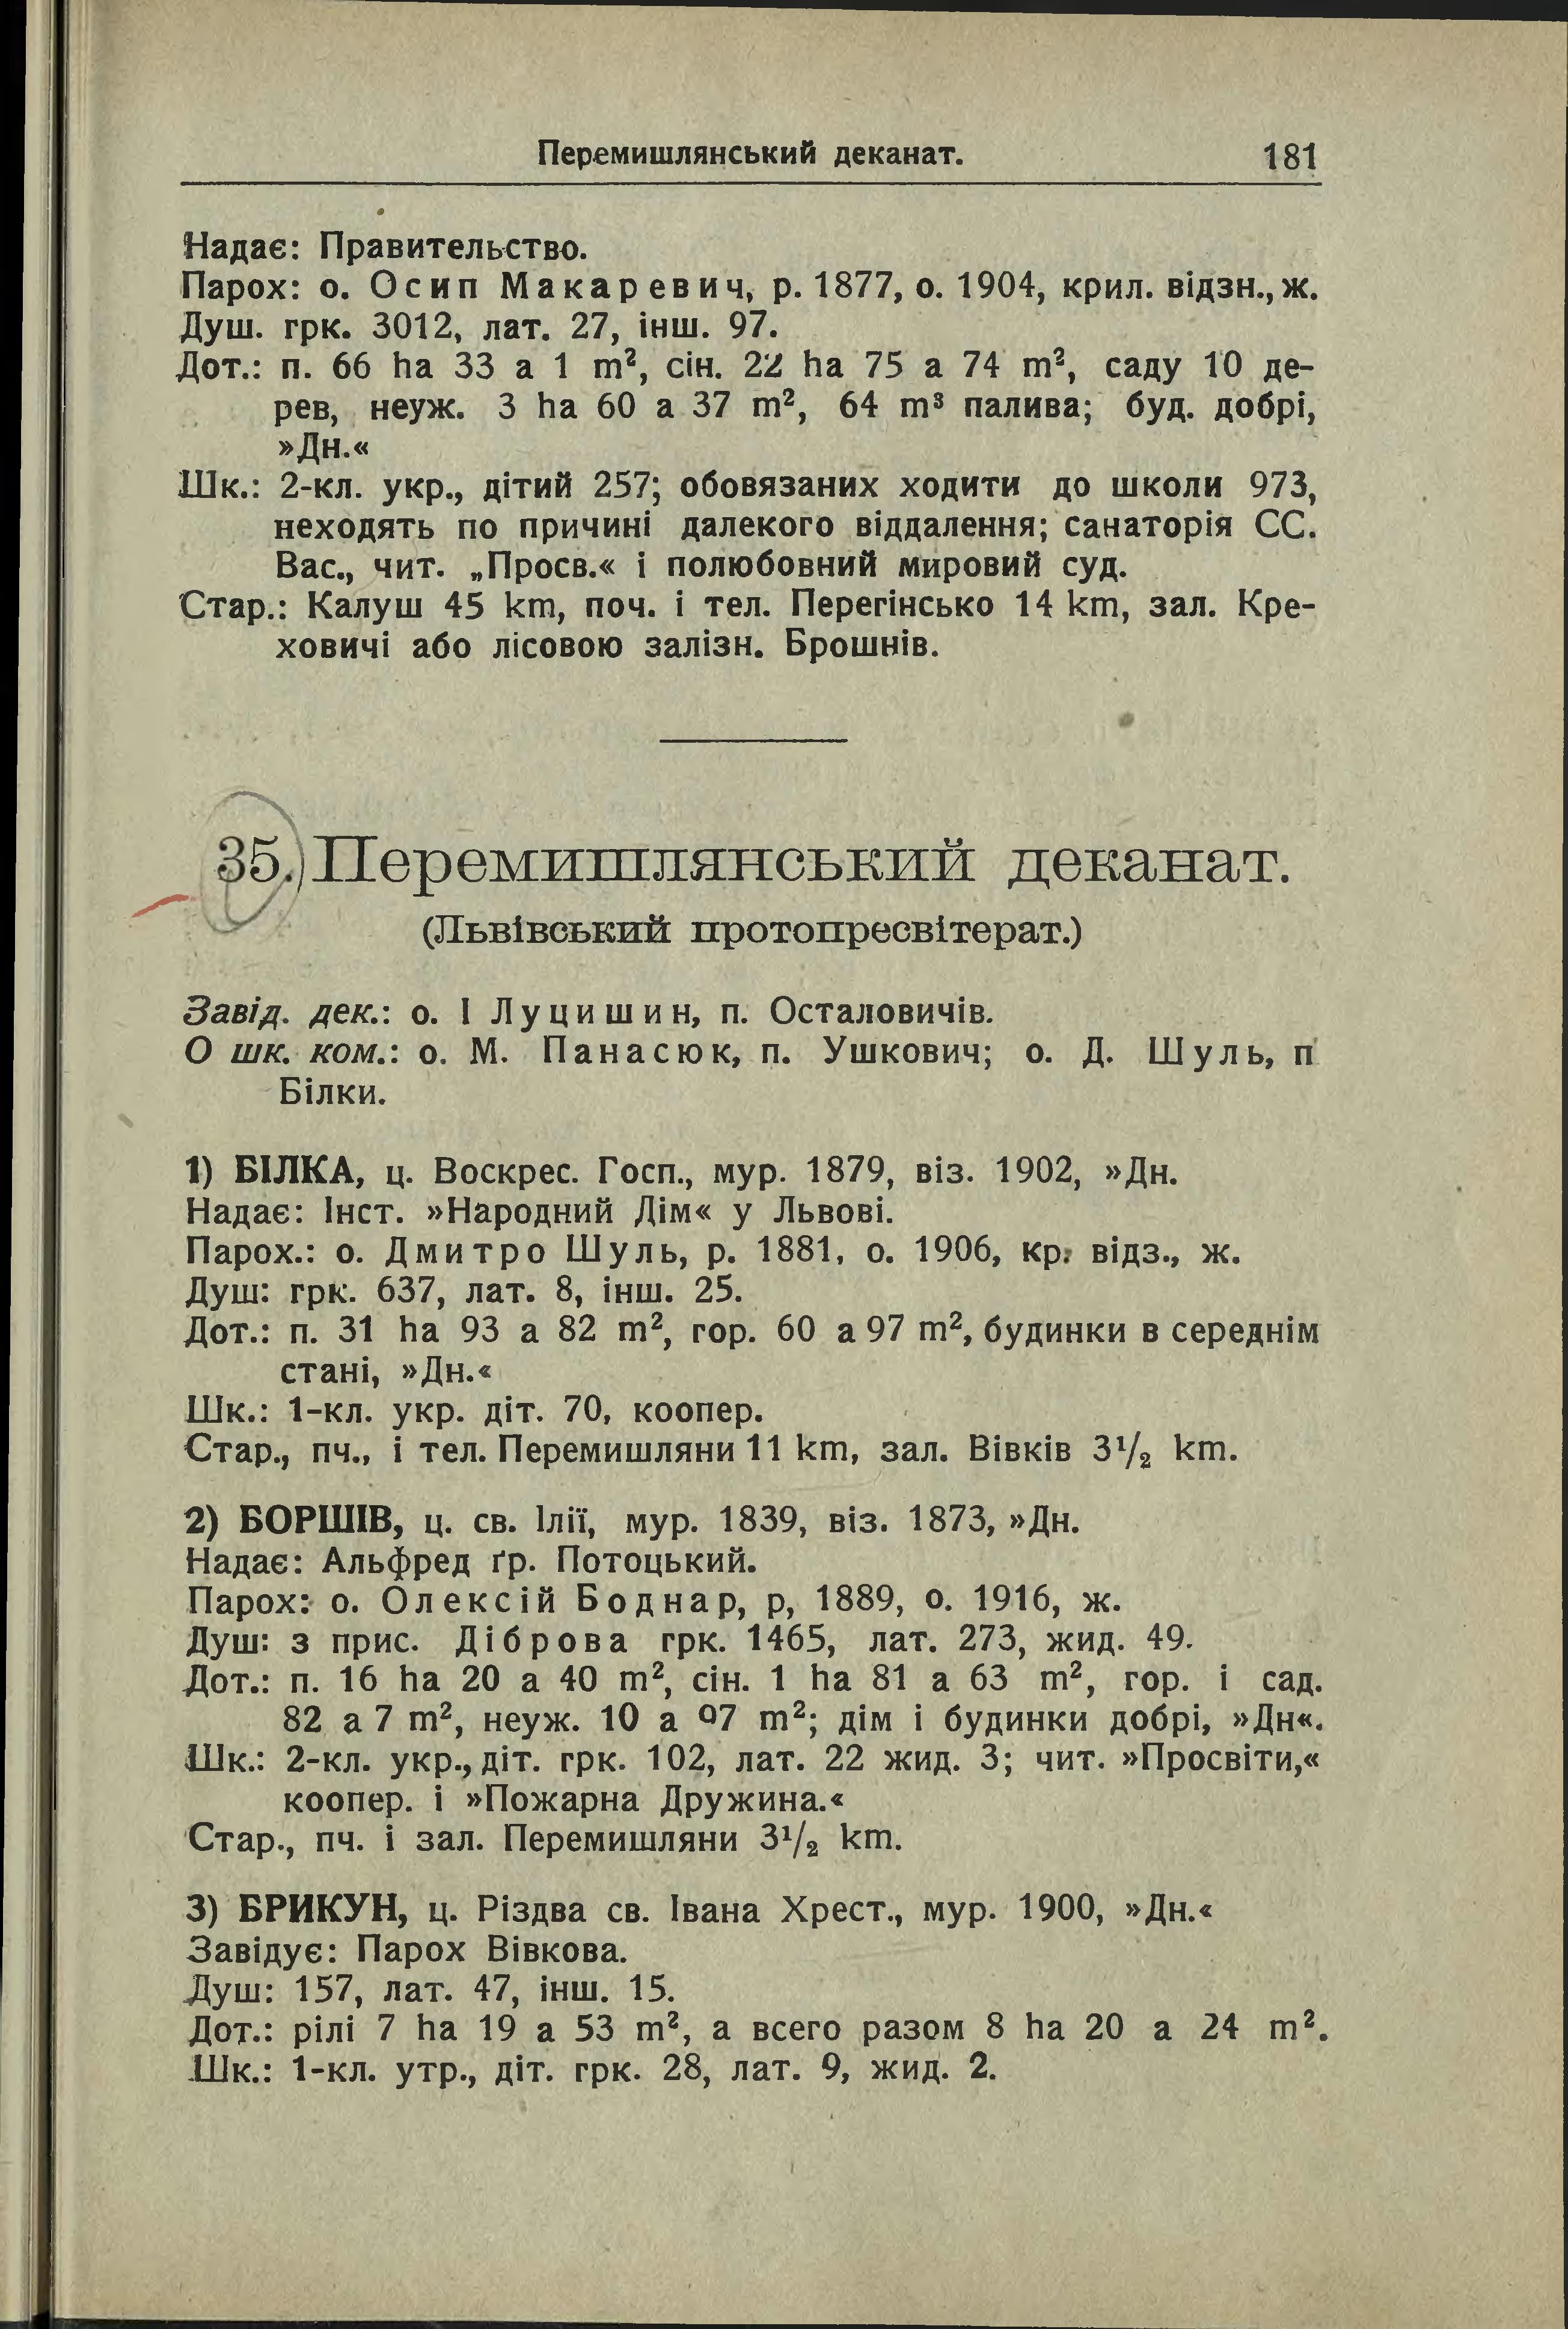 Перемишлянський деканат. 181
Надає: Правительство.
Парох: о. Осип Макаревич, р. 1877, о. 1904, крил. відзн., ж.
Душ. грк. 3012, лат. 27, інш. 97.
Дот.: п. 66 ha 33 a 1 m², сін. 22 ha 75 a 74 m², саду 10 де-
рев, неуж. 3 ha 60 a 37 m², 64 m³ палива; буд. добрі,
»Дн.«
Шк.: 2-кл. укр., дітий 257; обовязаних ходити до школи 973,
неходять по причині далекого віддалення; санаторія СС.
Вас., чит. „Просв.« і полюбовний мировий суд.
Стар.: Калуш 45 km, поч. і тел. Перегінсько 14 km, зал. Кре-
ховичі або лісовою залізн. Брошнів.
35. Перемишлянський деканат.
(Львівський протопресвітерат.)
Завід. дек.: о. І Луцишин, п. Осталовичів.
О шк. ком.: о. М. Панасюк, п. Ушкович; о. Д. Шуль, п
Білки.
1) БІЛКА, ц. Воскрес. Госп., мур. 1879, віз. 1902, »Дн.
Надає: Інст. »Народний Дім« у Львові.
Парох.: о. Дмитро Шуль, р. 1881, о. 1906, кр. відз., ж.
Душ: грк. 637, лат. 8, інш. 25.
Дот.: п. 31 ha 93 a 82 m², гор. 60 a 97 m², будинки в середнім
стані, »Дн.«
Шк.: 1-кл. укр. діт. 70, коопер.
Стар., пч., і тел. Перемишляни 11 km, зал. Вівків 3½ km.
2) БОРШІВ, ц. св. Ілії, мур. 1839, віз. 1873, »Дн.
Надає: Альфред ґр. Потоцький.
Парох: о. Олексій Боднар, р, 1889, о. 1916, ж.
Душ: з прис. Діброва грк. 1465, лат. 273, жид. 49.
Дот.: п. 16 ha 20 a 40 m², сін. 1 ha 81 a 63 m², гор. і сад.
82 a 7 m², неуж. 10 a 97 m²; дім і будинки добрі, »Дн«.
Шк.: 2-кл. укр., діт. грк. 102, лат. 22 жид. 3; чит. »Просвіти,«
коопер. і »Пожарна Дружина.«
Стар., пч. і зал. Перемишляни 3½ km.
3) БРИКУН, ц. Різдва св. Івана Хрест., мур. 1900, »Дн.«
Завідує: Парох Вівкова.
Душ: 157, лат. 47, інш. 15.
Дот.: рілі 7 ha 19 a 53 m², а всего разом 8 ha 20 a 24 m².
Шк.: 1-кл. утр., діт. грк. 28, лат. 9, жид. 2.